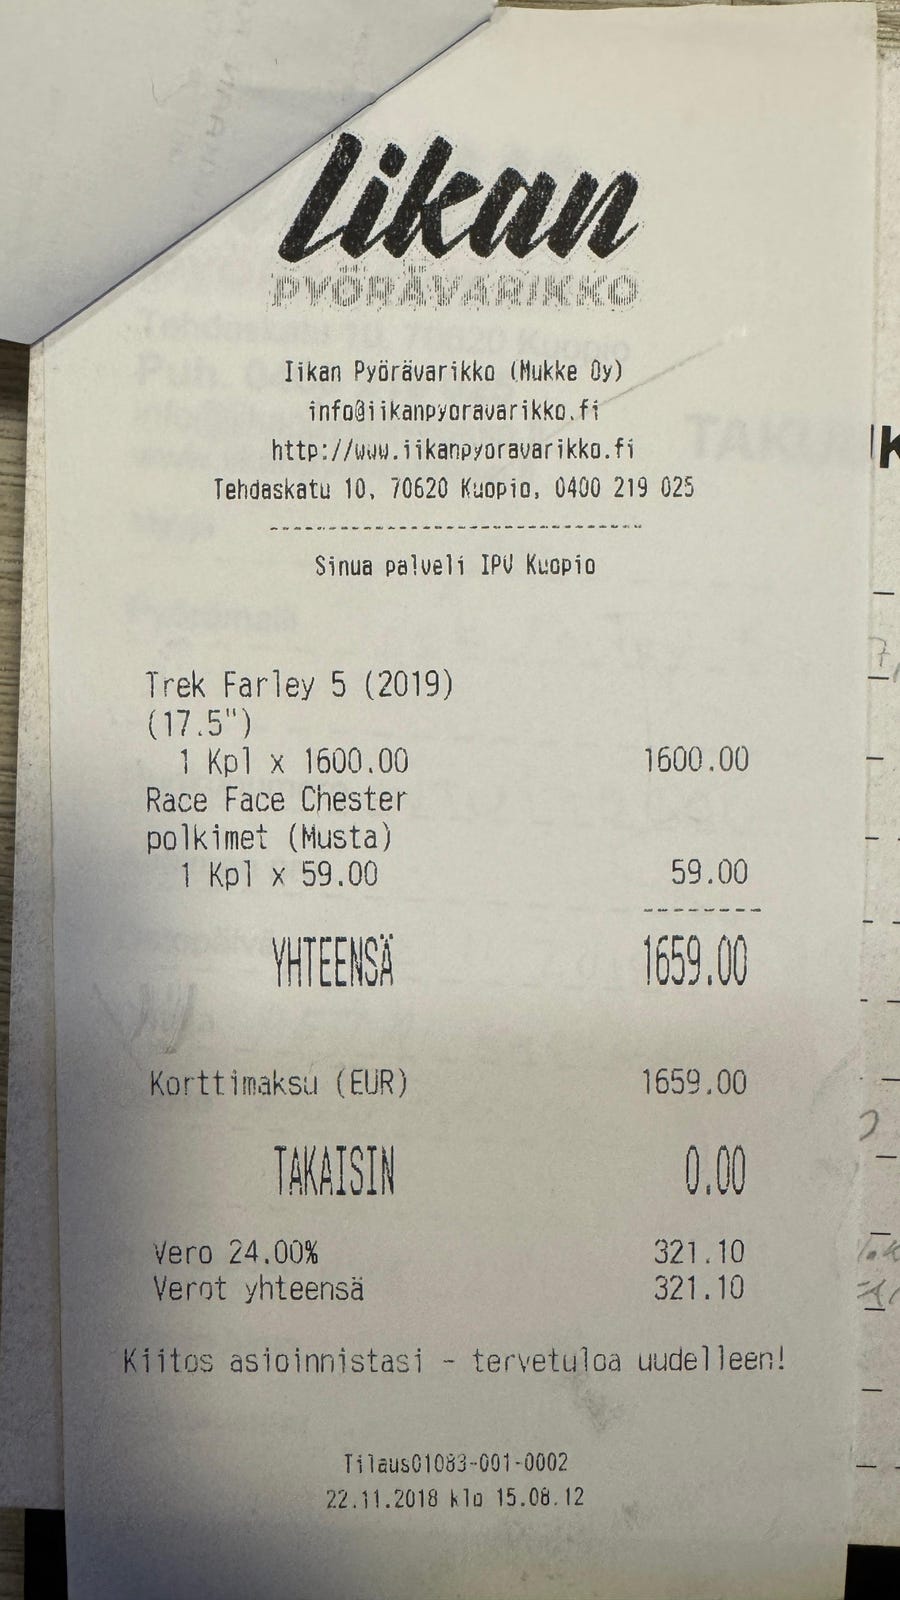 Iikan
PYÖRÄVARIKKO
Iikan Pyörävarikko (Mukke Oy)
info@iikanpyoravarikko.fi
http://www.iikanpyoravarikko.fi
Tehdaskatu 10, 70620 Kuopio, 0400 219 025
Sinua palveli IPV Kuopio
Trek Farley 5 (2019)
(17.5")
1 Kpl x 1600.00 1600.00
Race Face Chester
polkimet (Musta)
1 Kpl x 59.00 59.00
YHTEENSÄ 1659.00
Korttimaksu (EUR) 1659.00
TAKAISIN 0.00
Vero 24.00% 321.10
Verot yhteensä 321.10
Kiitos asioinnistasi - tervetuloa uudelleen!
Tilaus01083-001-0002
22.11.2018 klo 15.08.12